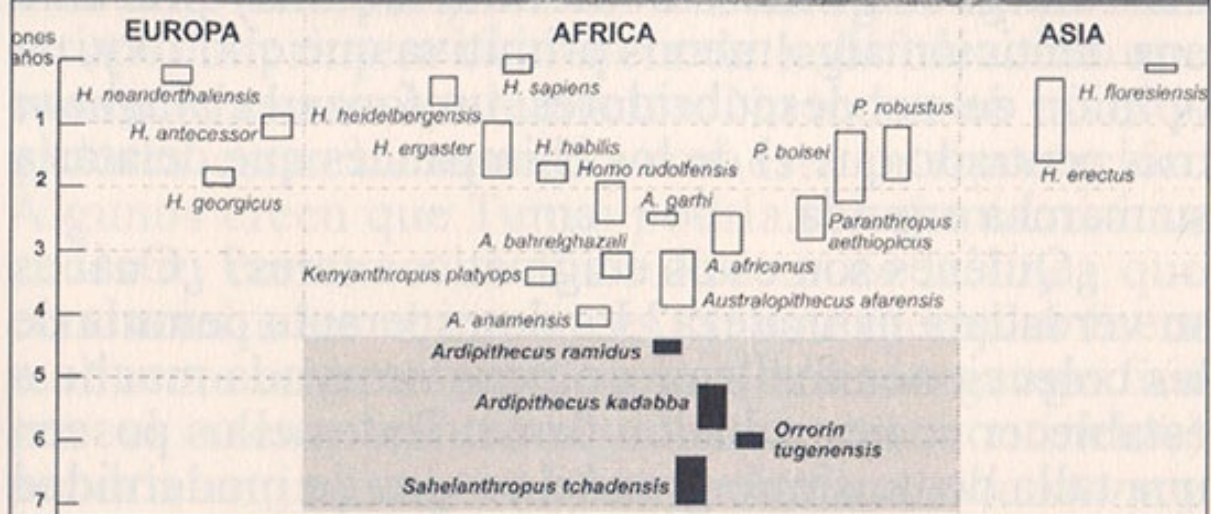 EUROPA
AFRICA
ASIA
ones
años
H. neanderthalensis
H. antecessor
H. georgicus
H. sapiens
H. heidelbergensis
H. ergaster
H. habilis
Homo rudolfensis
A. garhi
A. bahrelghazali
Kenyanthropus platyops
A. africanus
Australopithecus afarensis
A. anamensis
P. robustus
P. boisei
Paranthropus
aethiopicus
Ardipithecus ramidus
Ardipithecus kadabba
Orrorin
tugenensis
Sahelanthropus tchadensis
H. floresiensis
H. erectus
1
2
3
4
5
6
7